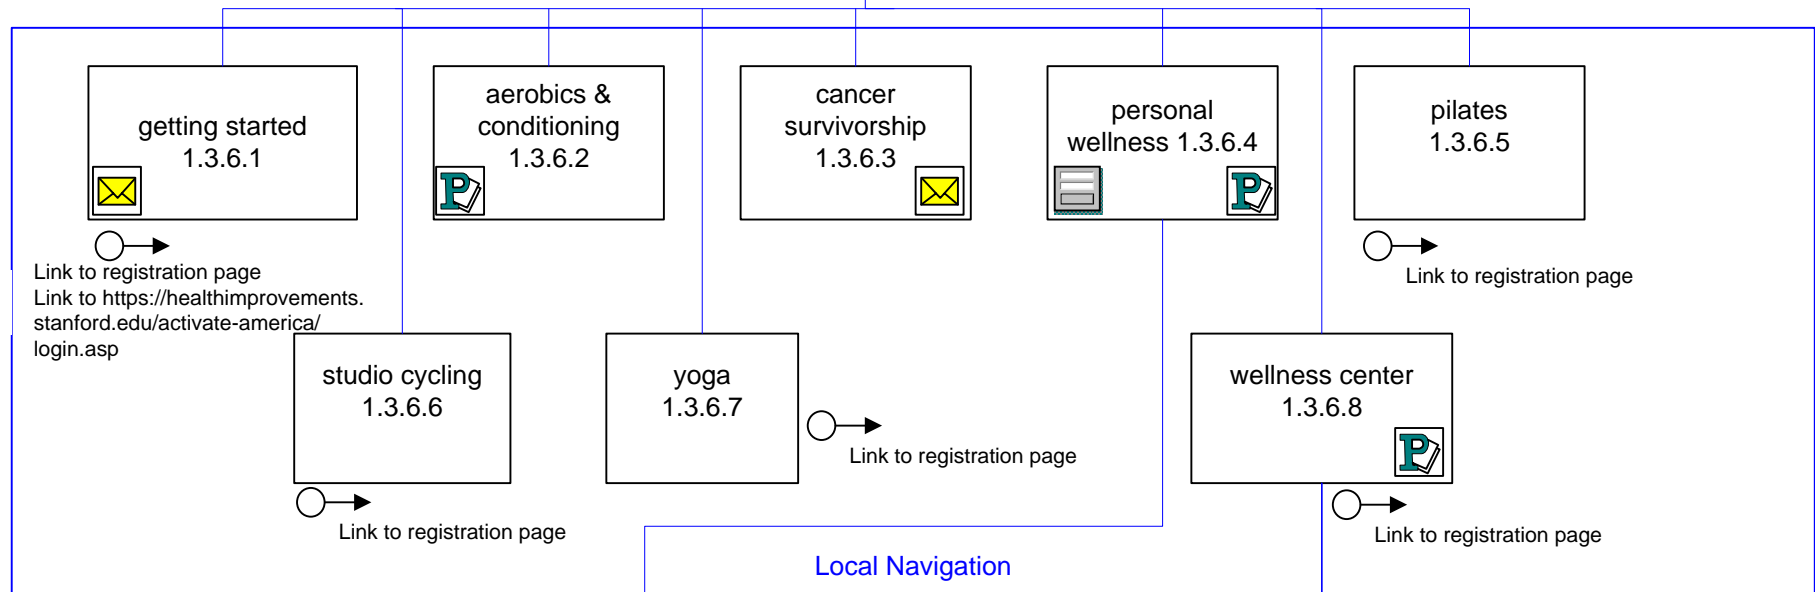 getting started
1.3.6.1
aerobics &
conditioning
1.3.6.2
cancer
survivorship
1.3.6.3
personal
wellness 1.3.6.4
pilates
1.3.6.5
P
P
Link to registration page
Link to https://healthimprovements.
stanford.edu/activate-america/
login.asp
Link to registration page
studio cycling
1.3.6.6
yoga
1.3.6.7
wellness center
1.3.6.8
P
Link to registration page
Link to registration page
Link to registration page
Local Navigation